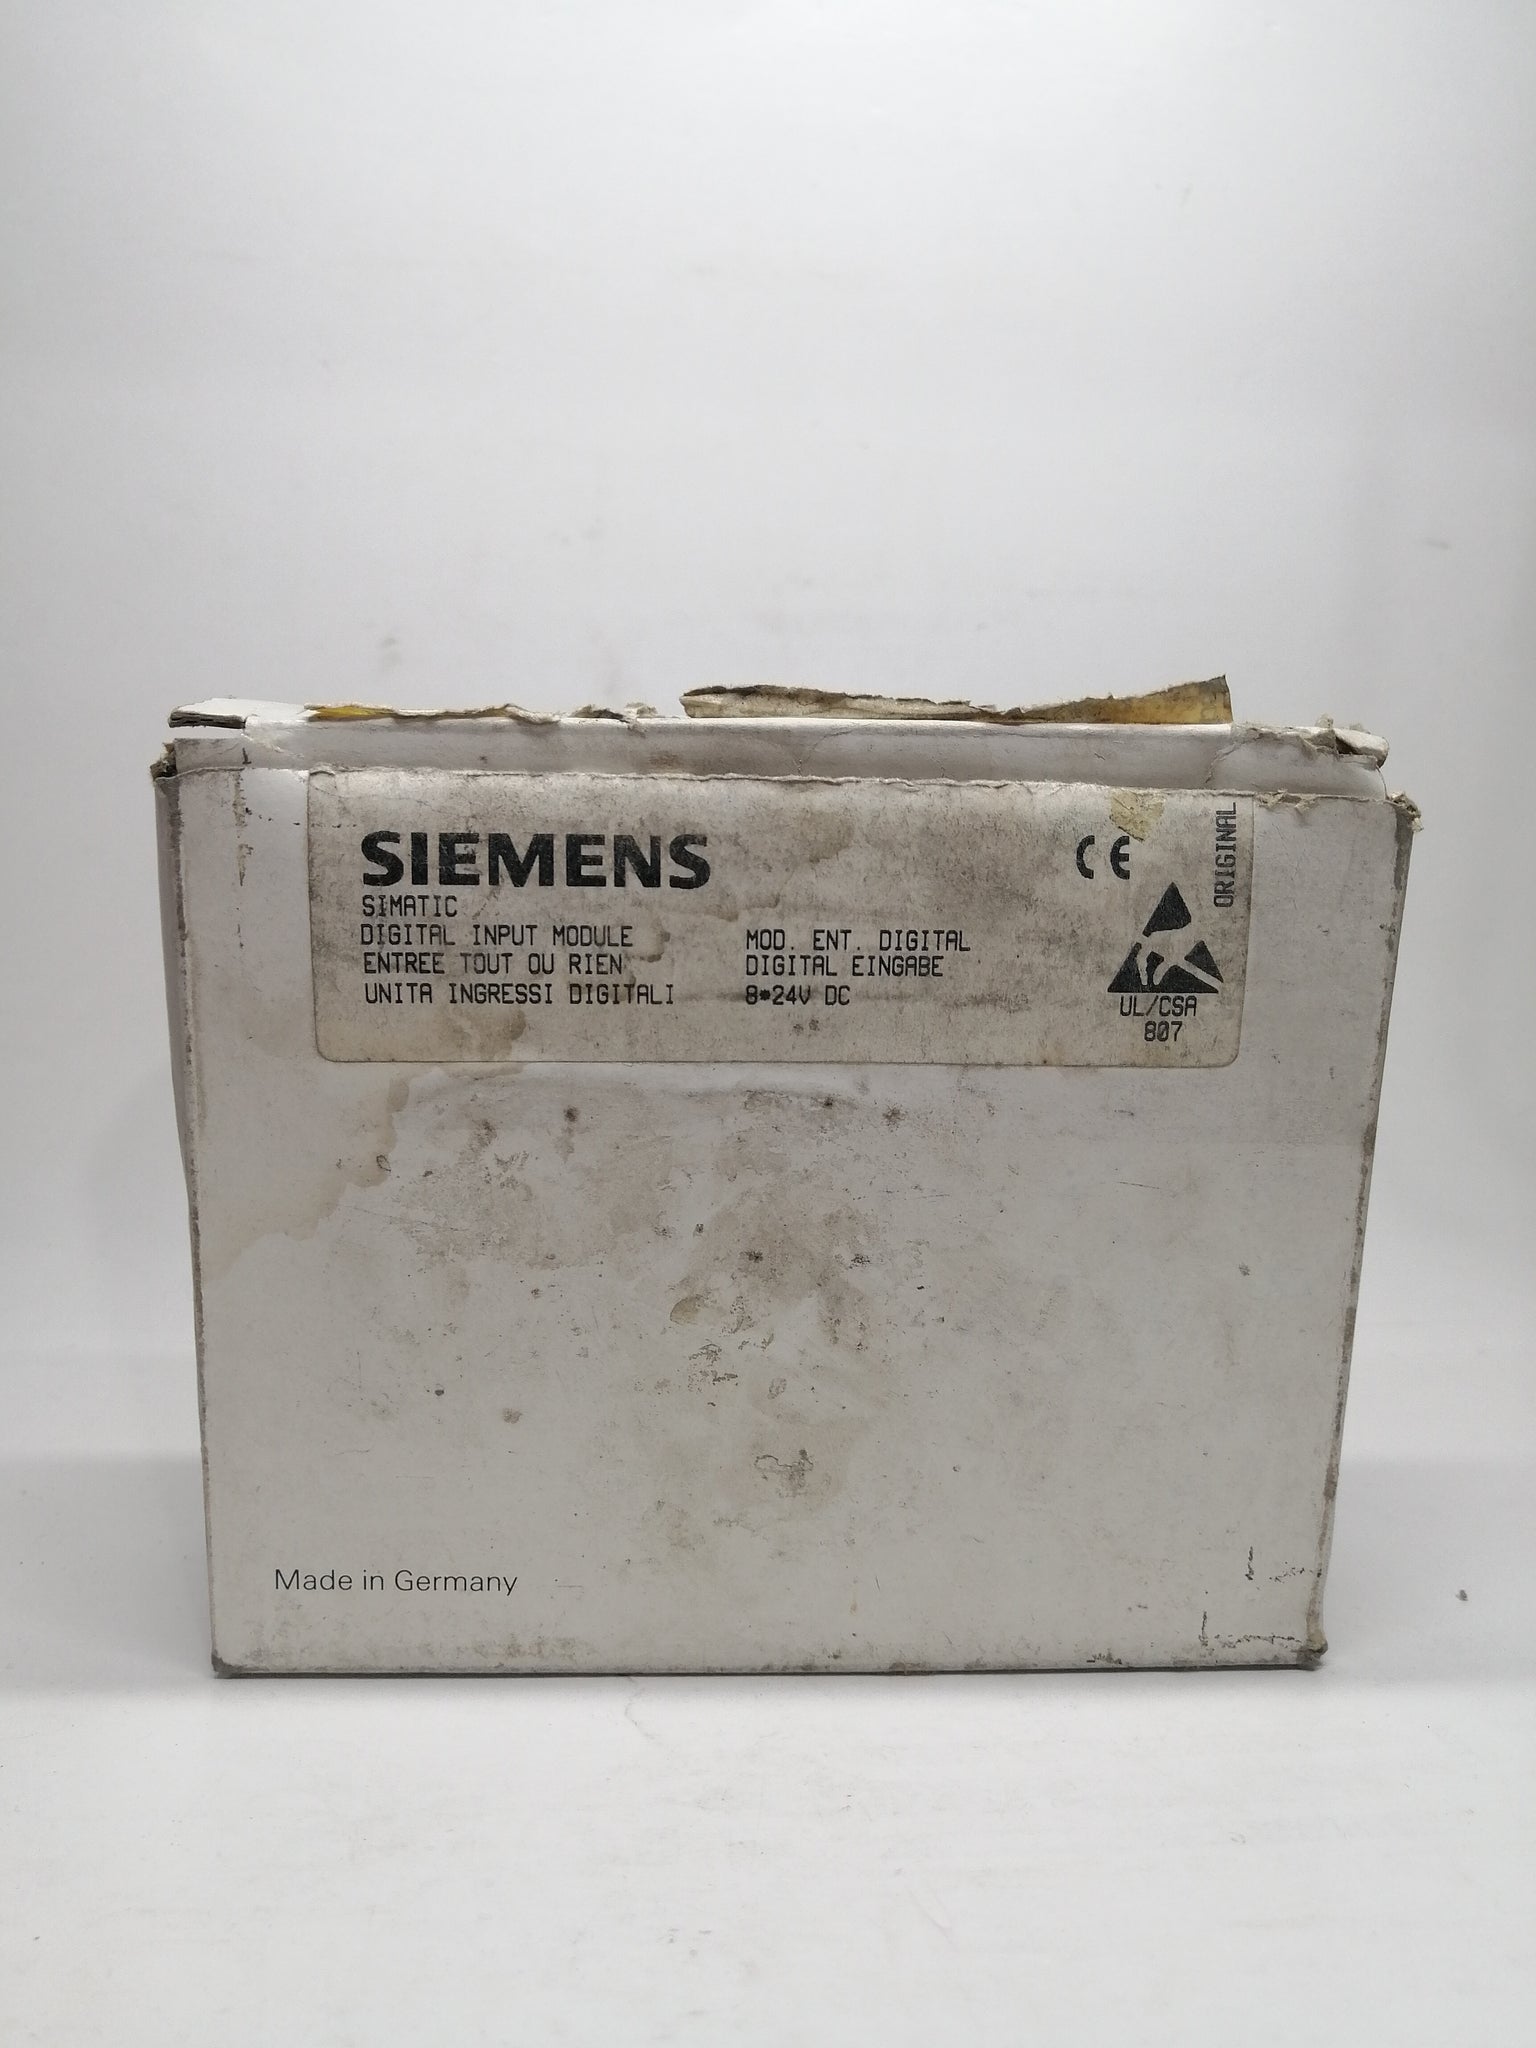 SIEMENS
SIMATIC
DIGITAL INPUT MODULE
ENTREE TOUT OU RIEN
UNITA INGRESSI DIGITALI
MOD. ENT. DIGITAL
DIGITAL EINGABE
8*24V DC
CE
ORIGINAL
UL/CSA
807
Made in Germany